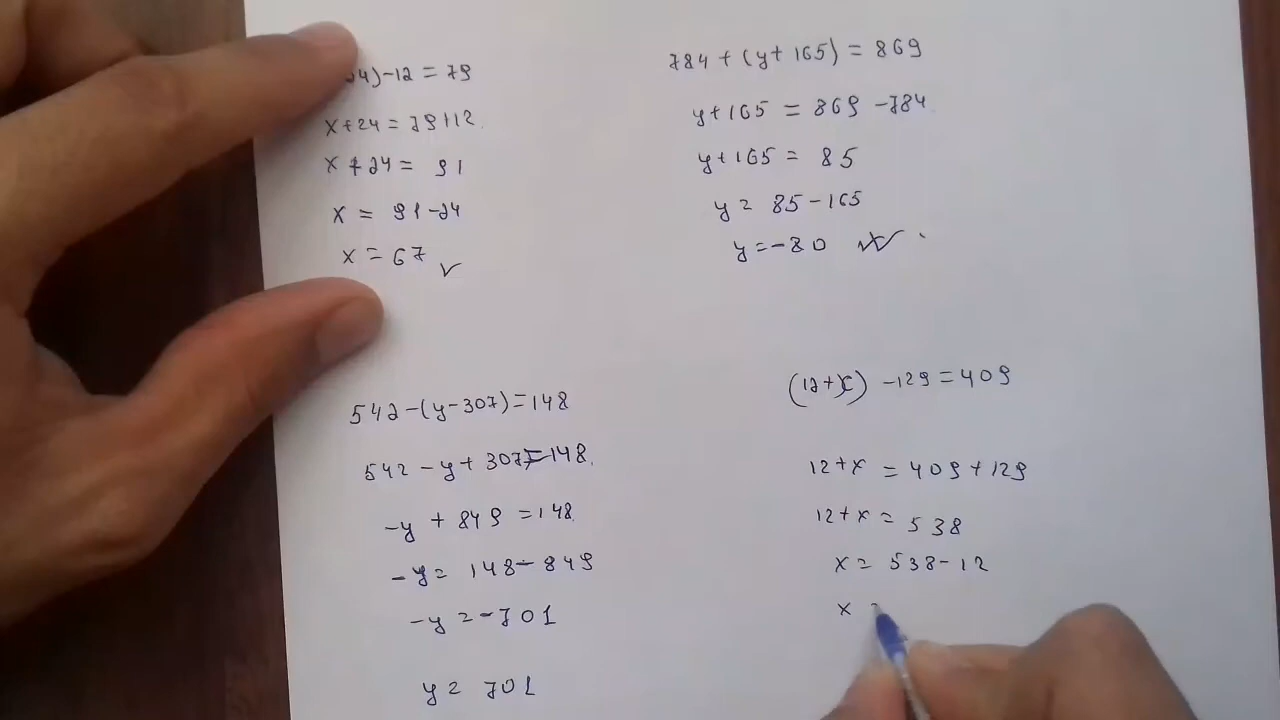 24)-12 = 79
x+24 = 79+12
x+24 = 91
x = 91-24
x = 67
784 + (y+165) = 869
y+165 = 869 -784
y+165 = 85
y = 85-165
y = -80
542-(y-307)=148
542 -y+307=148
-y +849 =148
-y = 148-849
-y = -701
y = 701
(12+x) -129=409
12+x = 409+129
12+x = 538
x = 538-12
x =